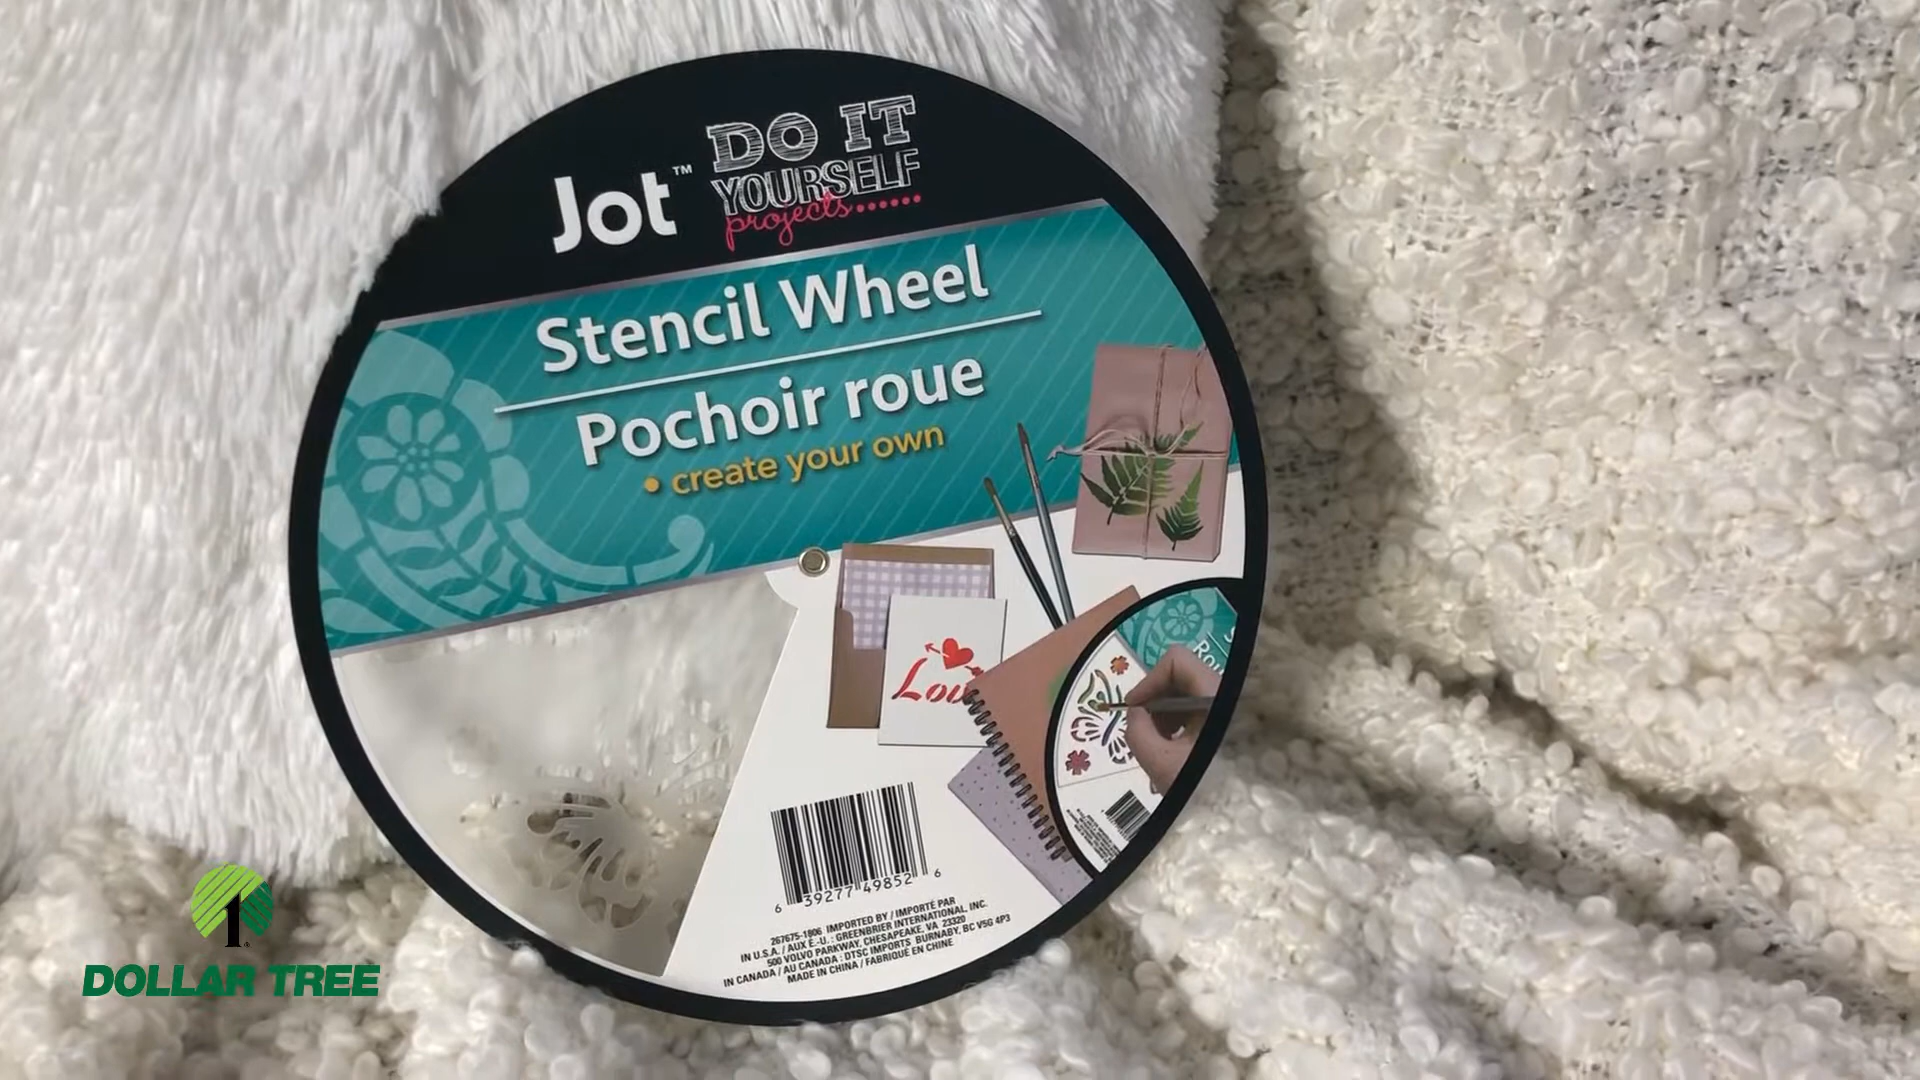 Jot™
DO IT
YOURSELF
projects......
Stencil Wheel
Pochoir roue
• create your own
Love
6 39277 49852 6
267675-1806 IMPORTED BY / IMPORTÉ PAR
IN U.S.A. / AUX É.-U. : GREENBRIER INTERNATIONAL, INC.
500 VOLVO PARKWAY, CHESAPEAKE, VA 23320
IN CANADA / AU CANADA : DTSC IMPORTS BURNABY, BC V5G 4P3
MADE IN CHINA / FABRIQUÉ EN CHINE
1
DOLLAR TREE